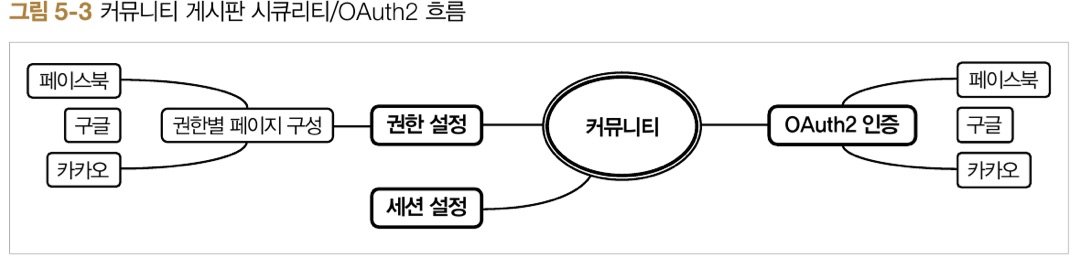 그림 5-3 커뮤니티 게시판 시큐리티/OAuth2 흐름
페이스북
구글
카카오
권한별 페이지 구성
권한 설정
세션 설정
커뮤니티
OAuth2 인증
페이스북
구글
카카오